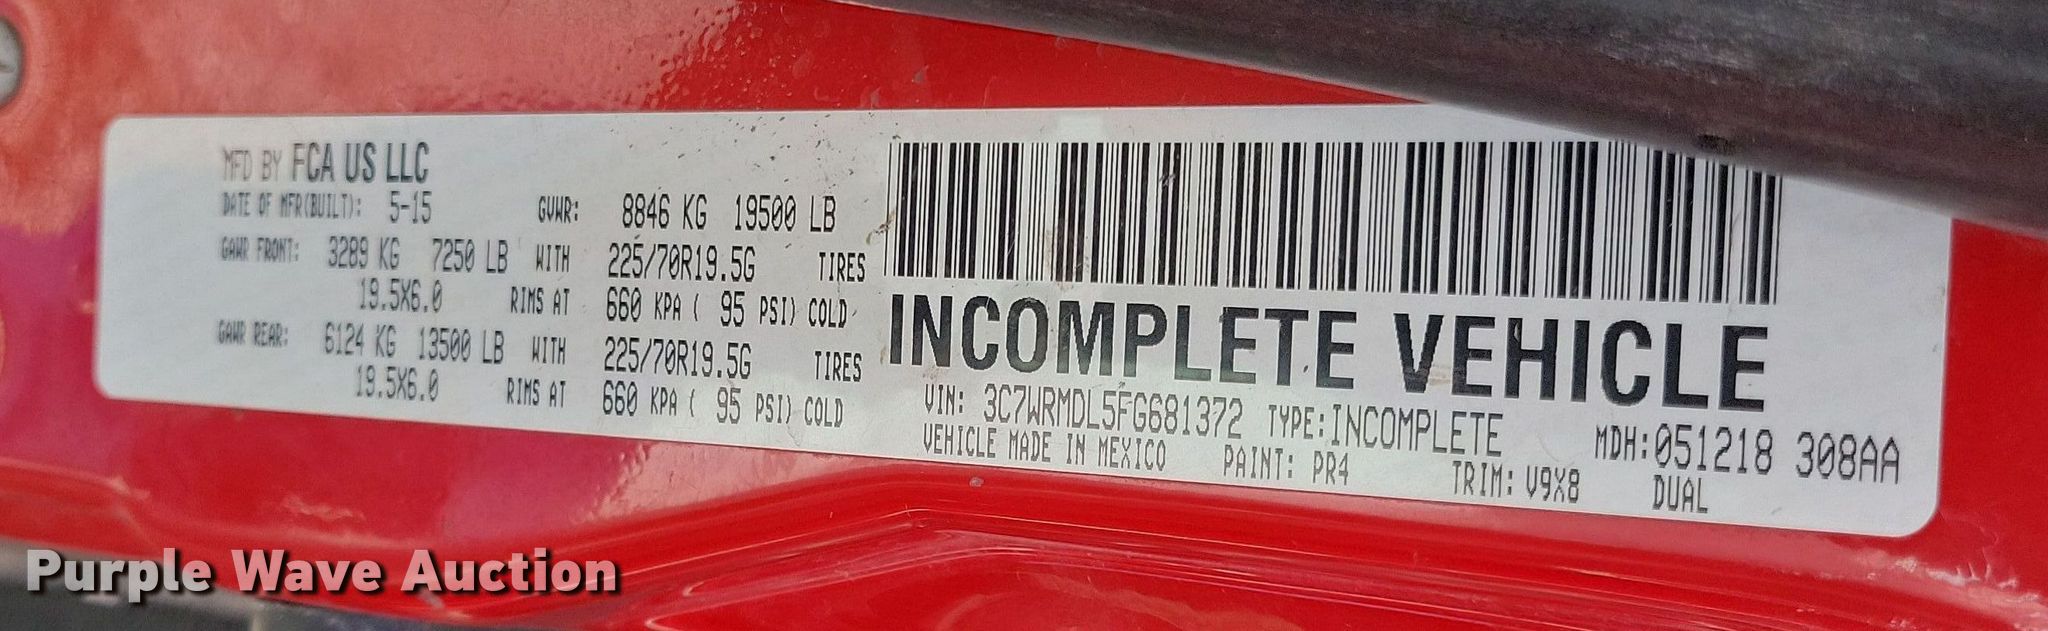 MFD BY FCA US LLC
DATE OF MFR(BUILT): 5-15 GVWR: 8846 KG 19500 LB
GAWR FRONT: 3289 KG 7250 LB WITH 225/70R19.5G TIRES
19.5X6.0 RIMS AT 660 KPA ( 95 PSI) COLD
GAWR REAR: 6124 KG 13500 LB WITH 225/70R19.5G TIRES
19.5X6.0 RIMS AT 660 KPA ( 95 PSI) COLD
INCOMPLETE VEHICLE
VIN: 3C7WRMDL5FG681372 TYPE:INCOMPLETE MDH:051218 308AA
VEHICLE MADE IN MEXICO PAINT: PR4 TRIM: V9X8 DUAL
Purple Wave Auction